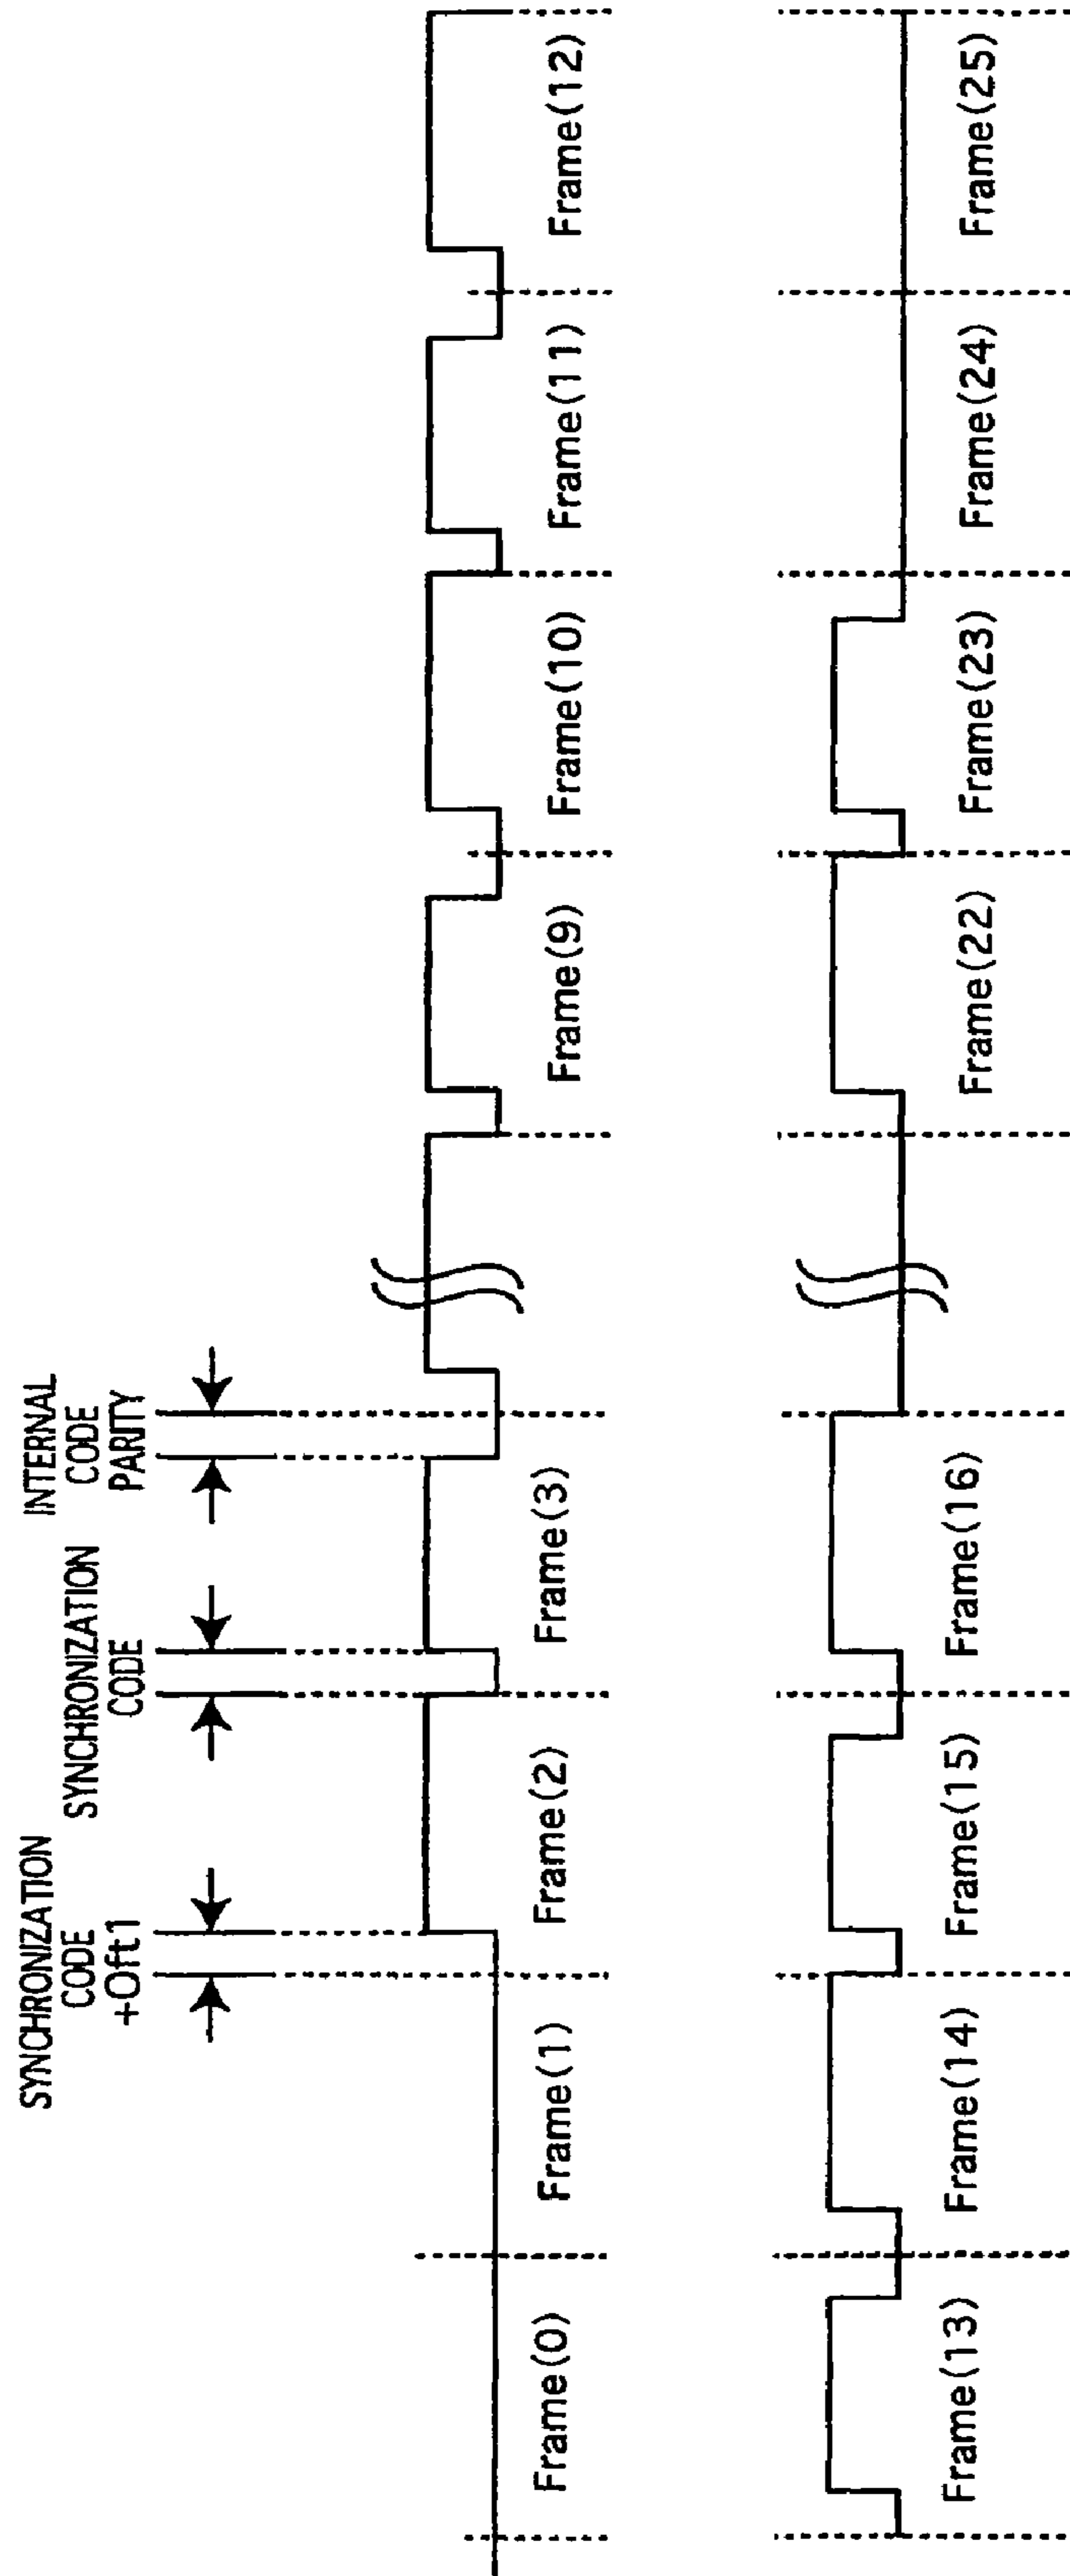 SYNCHRONIZATION
CODE
+Oft1
SYNCHRONIZATION
CODE
INTERNAL
CODE
PARITY
Frame(0)
Frame(1)
Frame(2)
Frame(3)
Frame(9)
Frame(10)
Frame(11)
Frame(12)
Frame(13)
Frame(14)
Frame(15)
Frame(16)
Frame(22)
Frame(23)
Frame(24)
Frame(25)